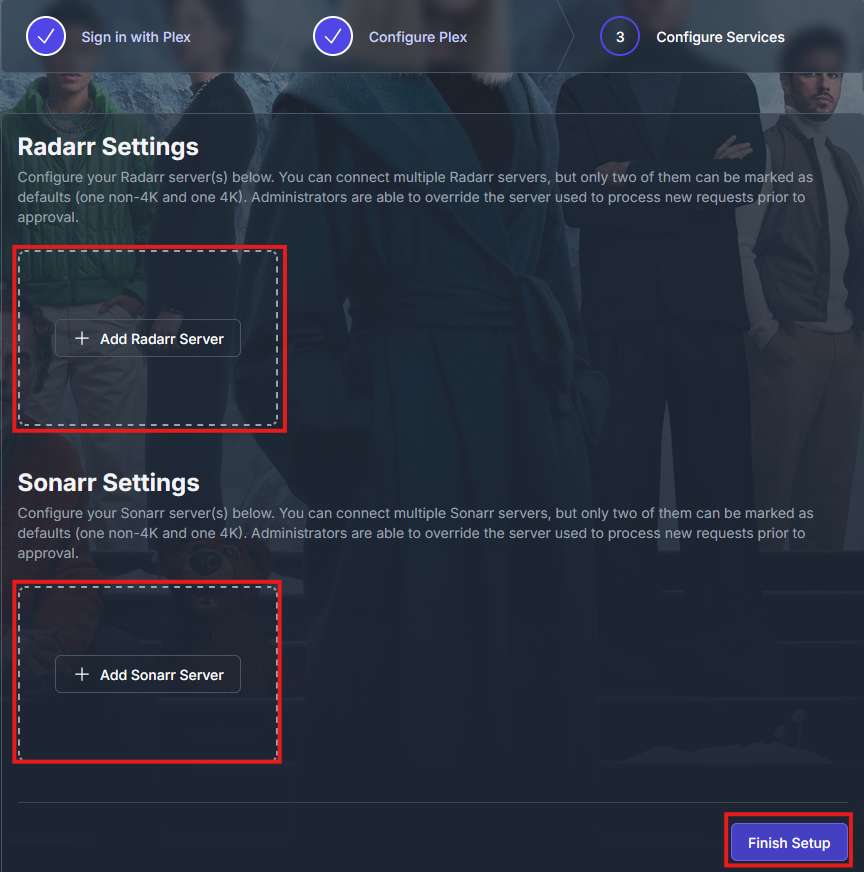 Sign in with Plex
Configure Plex
3
Configure Services
Radarr Settings
Configure your Radarr server(s) below. You can connect multiple Radarr servers, but only two of them can be marked as
defaults (one non-4K and one 4K). Administrators are able to override the server used to process new requests prior to
approval.
Add Radarr Server
Sonarr Settings
Configure your Sonarr server(s) below. You can connect multiple Sonarr servers, but only two of them can be marked as
defaults (one non-4K and one 4K). Administrators are able to override the server used to process new requests prior to
approval.
Add Sonarr Server
Finish Setup